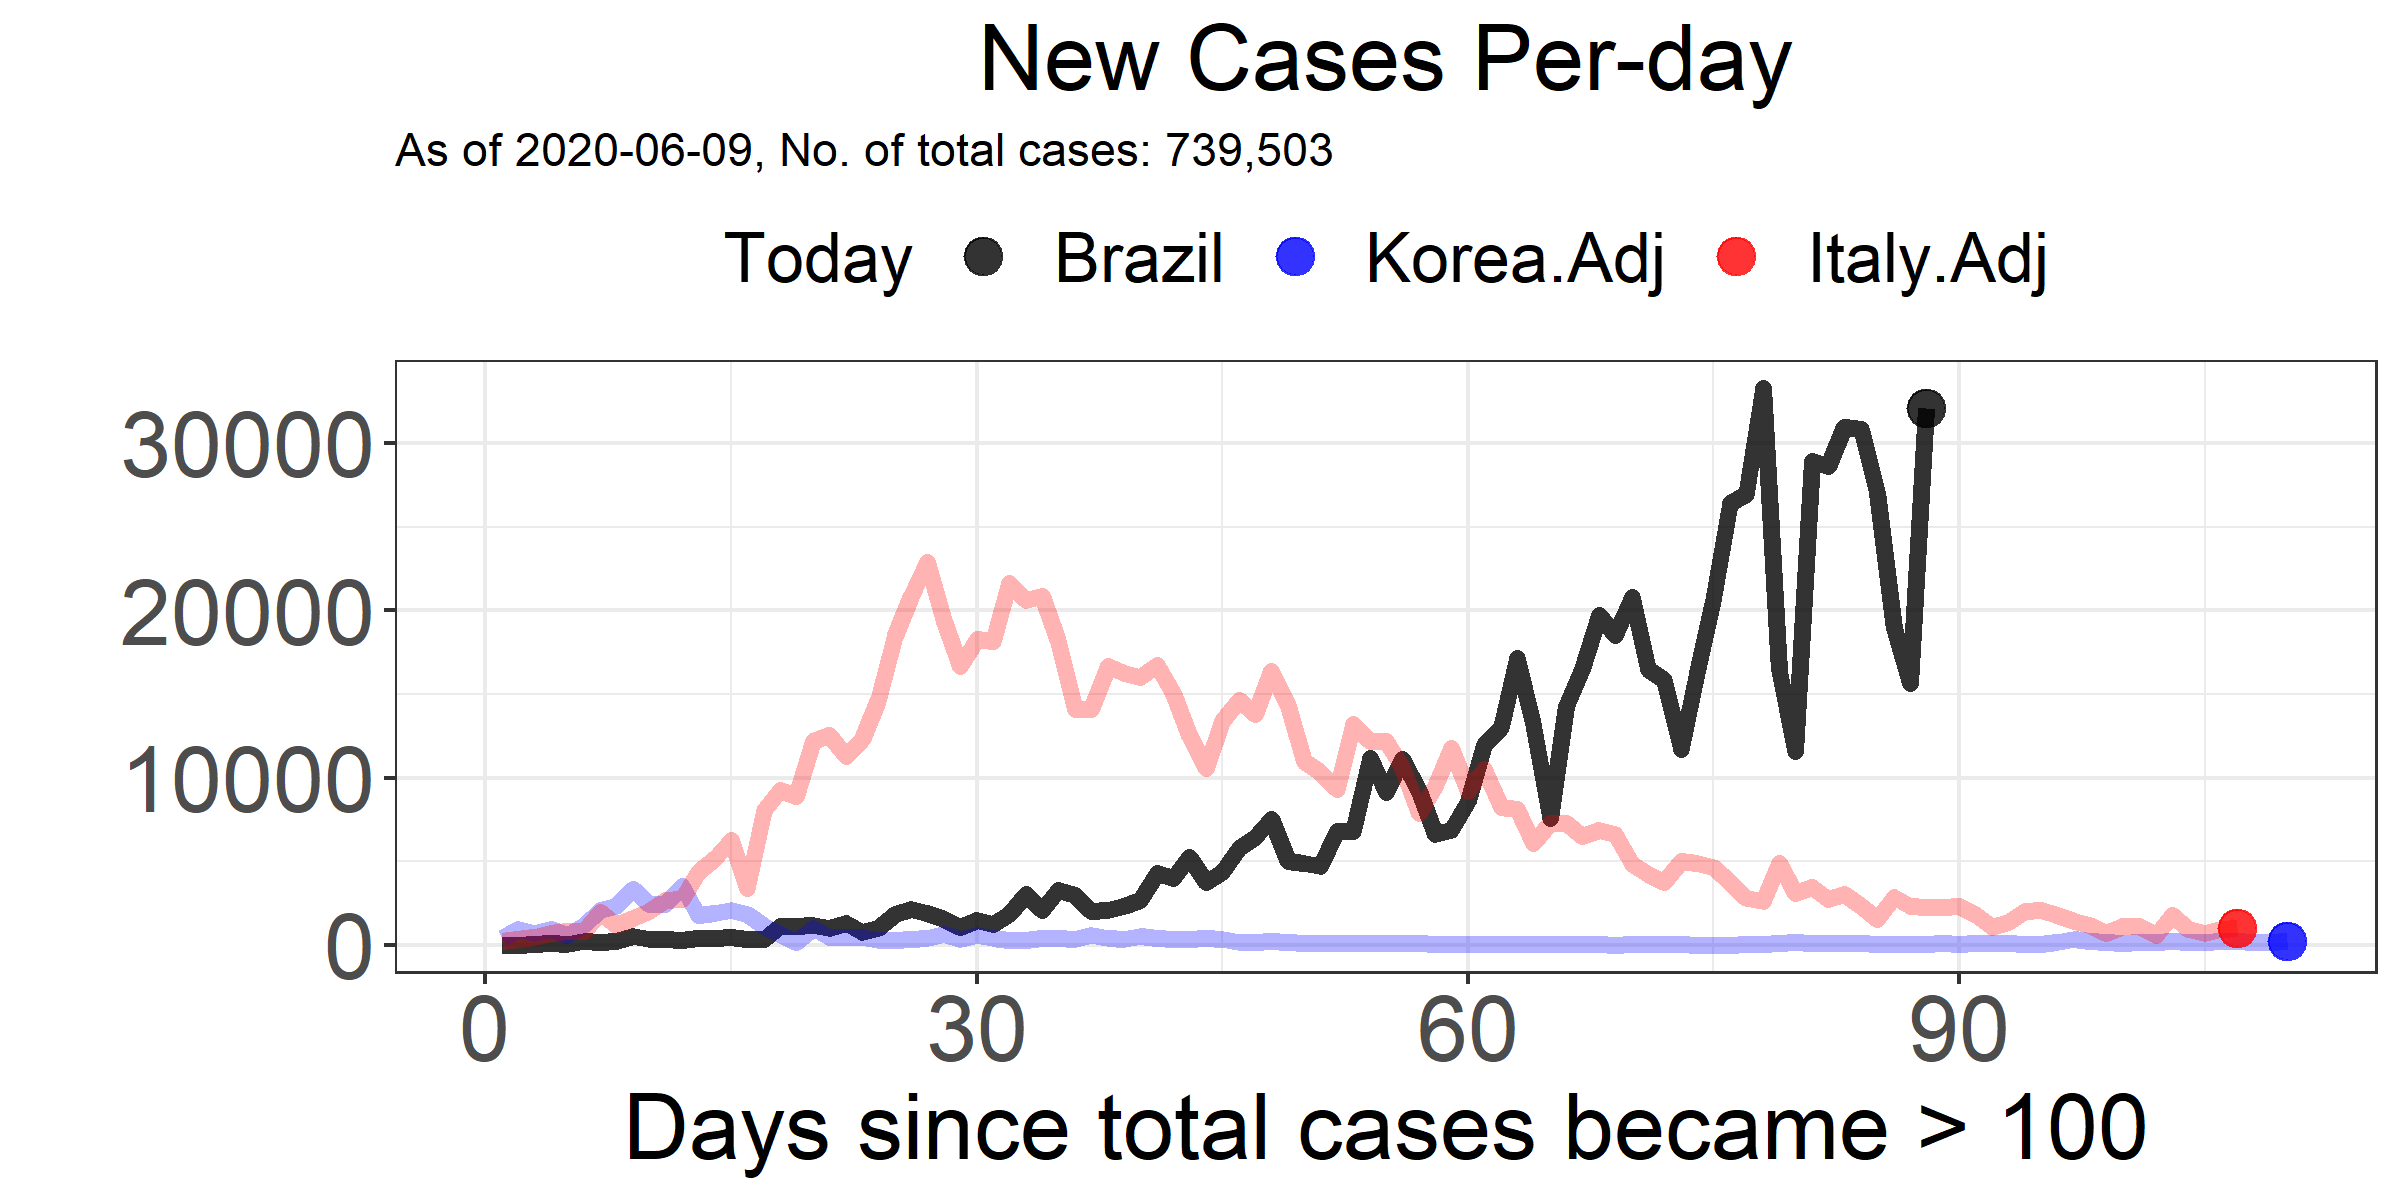 New Cases Per-day
As of 2020-06-09, No. of total cases: 739,503
Today Brazil Korea.Adj Italy.Adj
30000
20000
10000
0
0 30 60 90
Days since total cases became > 100